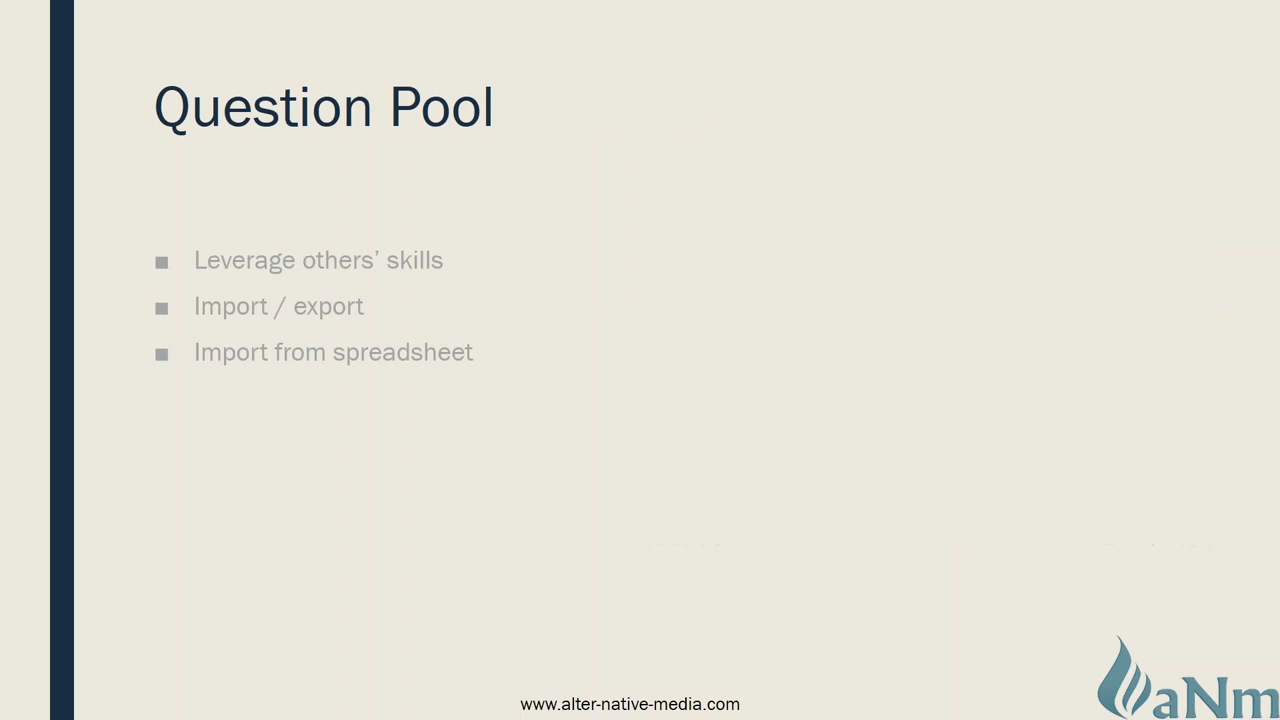 Question Pool
■ Leverage others’ skills
■ Import / export
■ Import from spreadsheet
www.alter-native-media.com
aNm